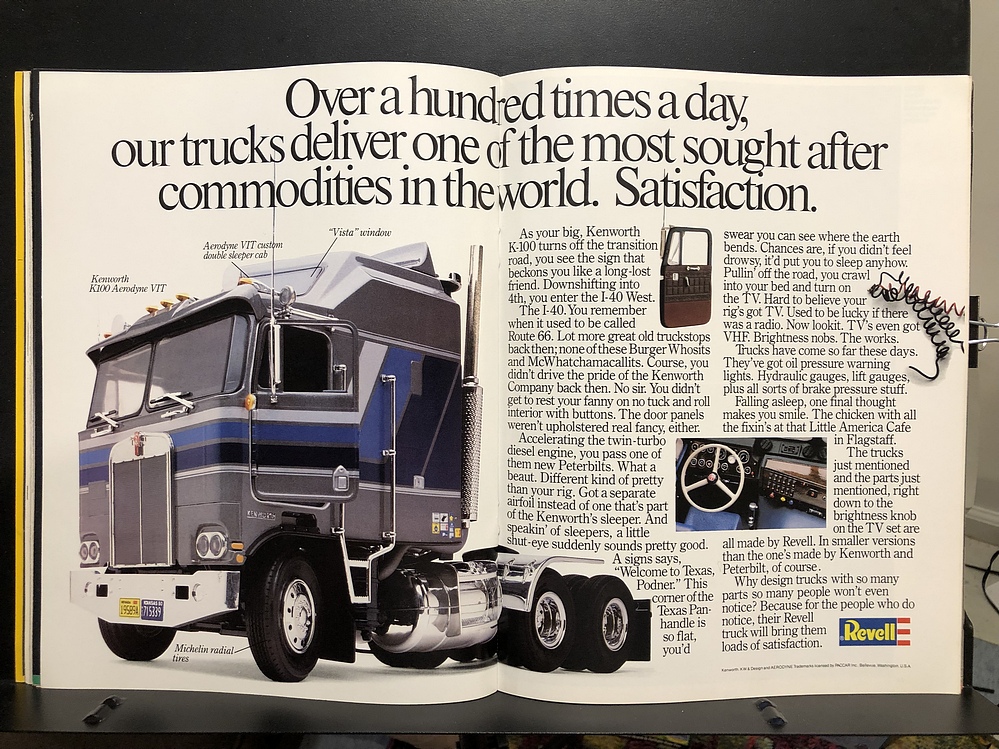 Over a hundred times a day,
our trucks deliver one of the most sought after
commodities in the world. Satisfaction.
Kenworth
K100 Aerodyne VIT
Aerodyne VIT custom
double sleeper cab
"Vista" window
KENWORTH
Michelin radial
tires
As your big, Kenworth
K-100 turns off the transition
road, you see the sign that
beckons you like a long-lost
friend. Downshifting into
4th, you enter the I-40 West.
The I-40. You remember
when it used to be called
Route 66. Lot more great old truckstops
back then; none of these Burger Whosits
and McWhatchamacallits. Course, you
didn't drive the pride of the Kenworth
Company back then. No sir. You didn't
get to rest your fanny on no tuck and roll
interior with buttons. The door panels
weren't upholstered real fancy, either.
Accelerating the twin-turbo
diesel engine, you pass one of
them new Peterbilts. What a
beaut. Different kind of pretty
than your rig. Got a separate
airfoil instead of one that's part
of the Kenworth's sleeper. And
speakin' of sleepers, a little
shut-eye suddenly sounds pretty good.
A signs says,
"Welcome to Texas,
Podner." This
corner of the
Texas Pan-
handle is
so flat,
you'd
swear you can see where the earth
bends. Chances are, if you didn't feel
drowsy, it'd put you to sleep anyhow.
Pullin' off the road, you crawl
into your bed and turn on
the TV. Hard to believe your
rig's got TV. Used to be lucky if there
was a radio. Now lookit. TV's even got
VHF. Brightness nobs. The works.
Trucks have come so far these days.
They've got oil pressure warning
lights. Hydraulic gauges, lift gauges,
plus all sorts of brake pressure stuff.
Falling asleep, one final thought
makes you smile. The chicken with all
the fixin's at that Little America Cafe
in Flagstaff.
The trucks
just mentioned
and the parts just
mentioned, right
down to the
brightness knob
on the TV set are
all made by Revell. In smaller versions
than the one's made by Kenworth and
Peterbilt, of course.
Why design trucks with so many
parts so many people won't even
notice? Because for the people who do
notice, their Revell
truck will bring them
loads of satisfaction.
Revell
Kenworth K.W & Design and AERODYNE Trademarks licensed by PACCAR Inc, Bellevue, Washington, U.S.A.